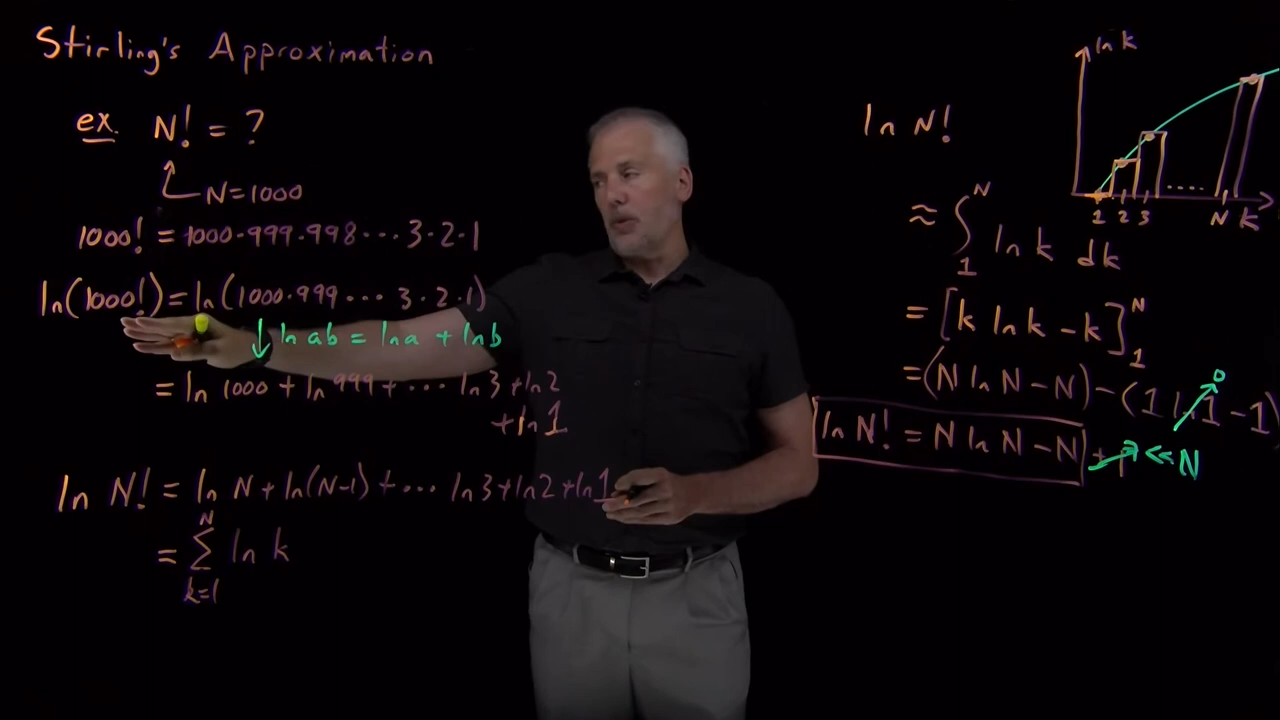 Stirling's Approximation
ex. N! = ?
N=1000
1000! = 1000·999·998···3·2·1
ln(1000!) = ln(1000·999··· 3·2·1)
ln ab = ln a + ln b
= ln 1000 + ln 999 + ··· ln 3 + ln 2
+ ln 1
ln N! = ln N + ln(N-1) + ··· ln 3 + ln 2 + ln 1
= ∑_{k=1}^{N} ln k
ln k
1 2 3 ···· N k
ln N!
≈ ∫_1^N ln k dk
= [k ln k - k]_1^N
= (N ln N - N) - (1 ln 1 - 1)
0
ln N! = N ln N - N + 1 << N